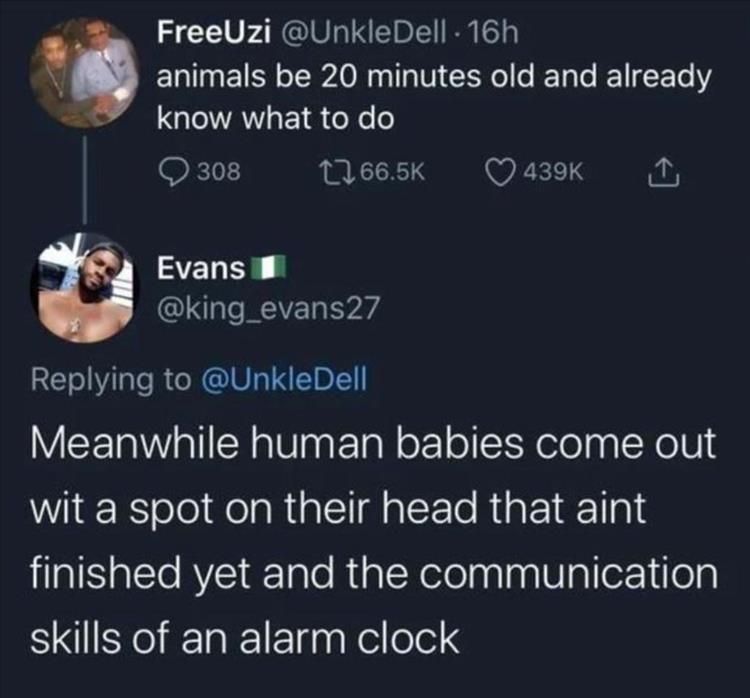 FreeUzi @UnkleDell · 16h
animals be 20 minutes old and already
know what to do
308 66.5K 439K
Evans🇳🇬
@king_evans27
Replying to @UnkleDell
Meanwhile human babies come out
wit a spot on their head that aint
finished yet and the communication
skills of an alarm clock